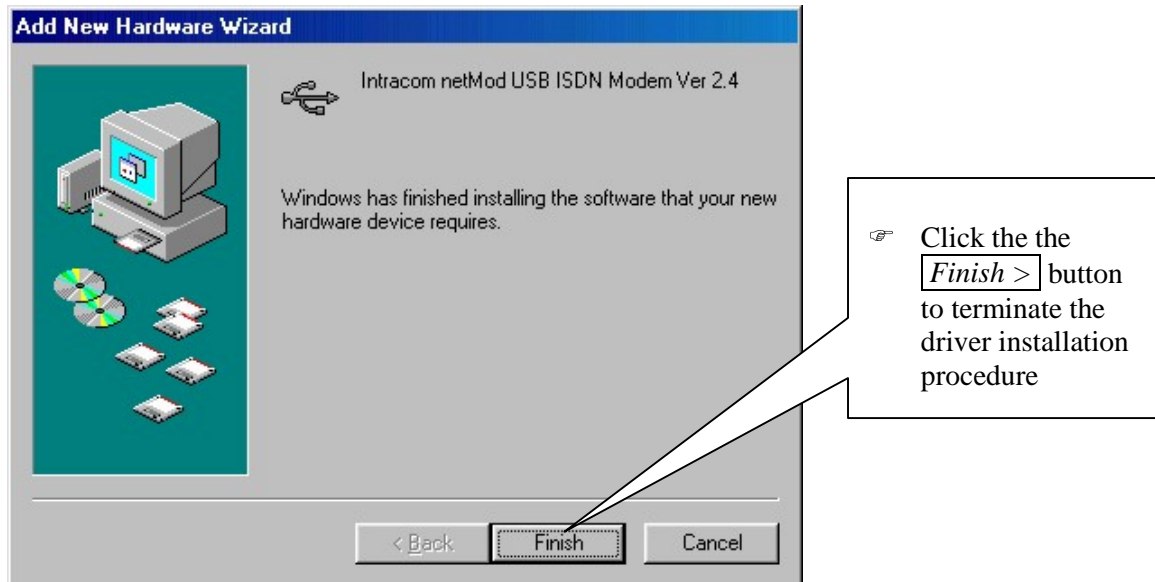 Add New Hardware Wizard
Intracom netMod USB ISDN Modem Ver 2.4
Windows has finished installing the software that your new
hardware device requires.
< Back
Finish
Cancel
☞ Click the the
Finish > button
to terminate the
driver installation
procedure